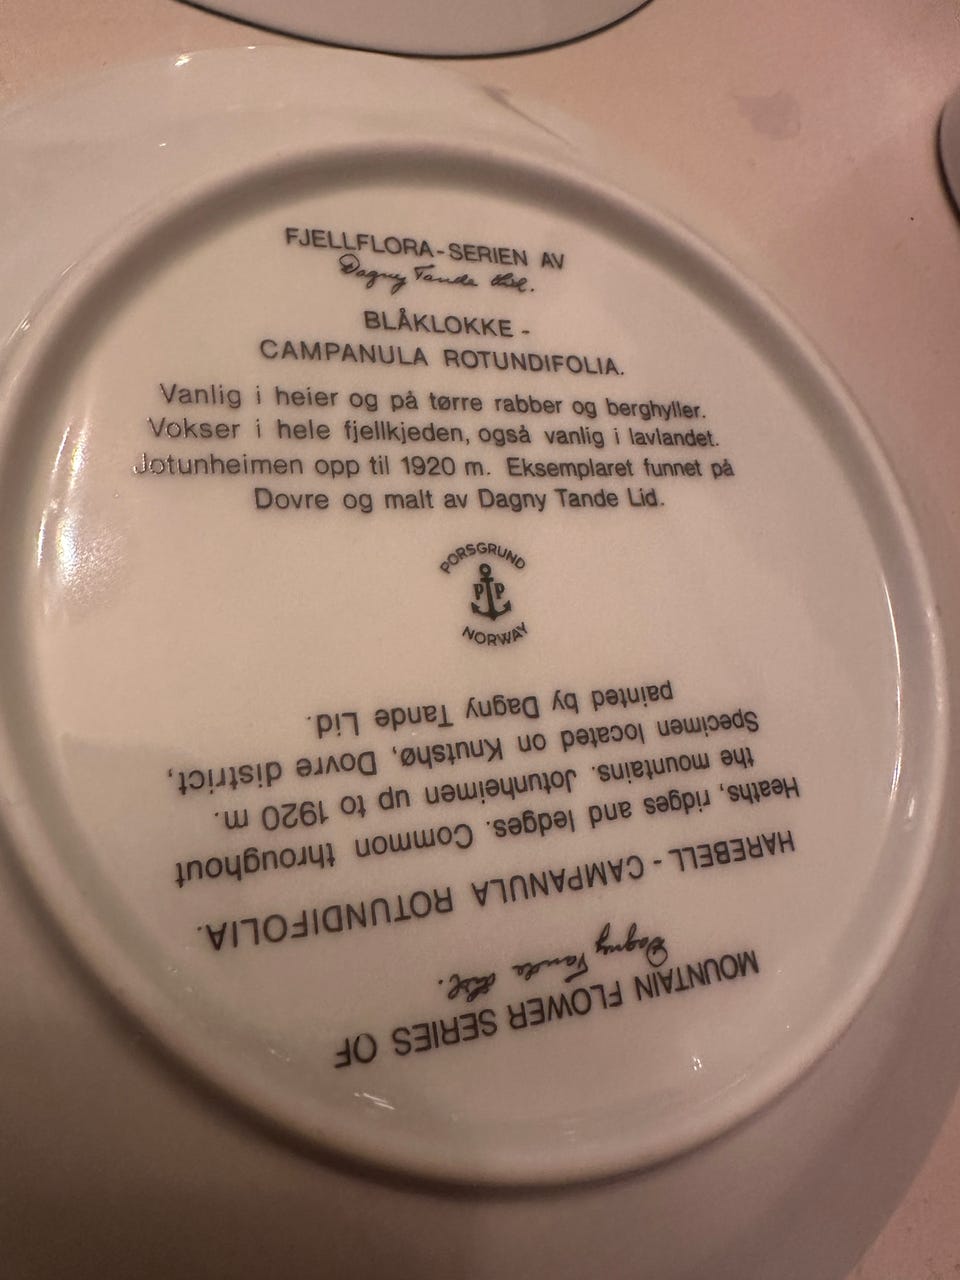 FJELLFLORA-SERIEN AV
Dagny Tande Lid.
BLÅKLOKKE -
CAMPANULA ROTUNDIFOLIA.
Vanlig i heier og på tørre rabber og berghyller.
Vokser i hele fjellkjeden, også vanlig i lavlandet.
Jotunheimen opp til 1920 m. Eksemplaret funnet på
Dovre og malt av Dagny Tande Lid.
PORSGRUND
P P
NORWAY
MOUNTAIN FLOWER SERIES OF
Dagny Tande Lid.
HAREBELL - CAMPANULA ROTUNDIFOLIA.
Heaths, ridges and ledges. Common throughout
the mountains. Jotunheimen up to 1920 m.
Specimen located on Knutshø, Dovre district,
painted by Dagny Tande Lid.